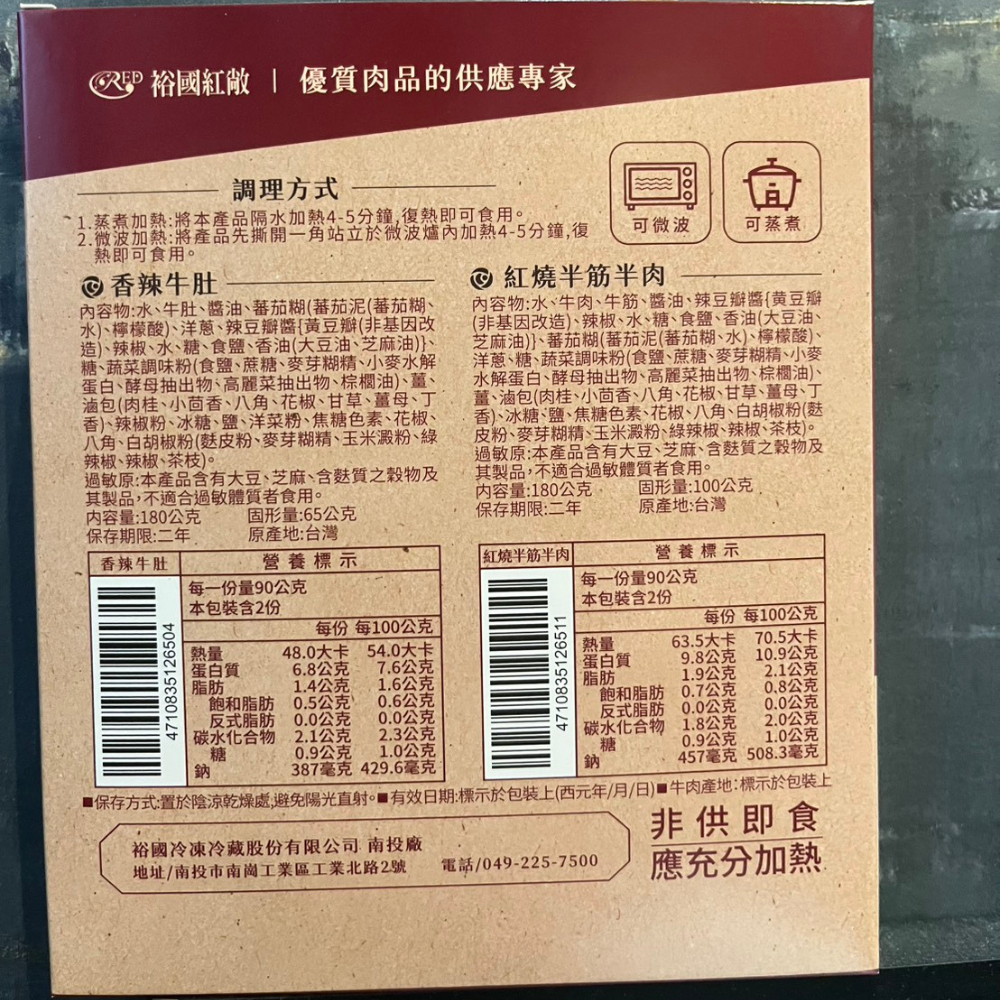 RED 裕國紅敞 | 優質肉品的供應專家
調理方式
1.蒸煮加熱:將本產品隔水加熱4-5分鐘,復熱即可食用。
2.微波加熱:將產品先撕開一角站立於微波爐內加熱4-5分鐘,復
熱即可食用。
可微波
可蒸煮
香辣牛肚
內容物:水、牛肚、醬油、蕃茄糊(蕃茄泥(蕃茄糊、
水)、檸檬酸)、洋蔥、辣豆瓣醬{黃豆瓣(非基因改
造)、辣椒、水、糖、食鹽、香油(大豆油、芝麻油)}、
糖、蔬菜調味粉(食鹽、蔗糖、麥芽糊精、小麥水解
蛋白、酵母抽出物、高麗菜抽出物、棕櫚油)、薑、
滷包(肉桂、小茴香、八角、花椒、甘草、薑母、丁
香)、辣椒粉、冰糖、鹽、洋菜粉、焦糖色素、花椒、
八角、白胡椒粉(麩皮粉、麥芽糊精、玉米澱粉、綠
辣椒、辣椒、茶枝)。
過敏原:本產品含有大豆、芝麻、含麩質之穀物及
其製品,不適合過敏體質者食用。
內容量:180公克 固形量:65公克
保存期限:二年 原產地:台灣
紅燒半筋半肉
內容物:水、牛肉、牛筋、醬油、辣豆瓣醬{黃豆瓣
(非基因改造)、辣椒、水、糖、食鹽、香油(大豆油、
芝麻油)}、蕃茄糊(蕃茄泥(蕃茄糊、水)、檸檬酸)、
洋蔥、糖、蔬菜調味粉(食鹽、蔗糖、麥芽糊精、小麥
水解蛋白、酵母抽出物、高麗菜抽出物、棕櫚油)、
薑、滷包(肉桂、小茴香、八角、花椒、甘草、薑母、丁
香)、冰糖、鹽、焦糖色素、花椒、八角、白胡椒粉(麩
皮粉、麥芽糊精、玉米澱粉、綠辣椒、辣椒、茶枝)。
過敏原:本產品含有大豆、芝麻、含麩質之穀物及
其製品,不適合過敏體質者食用。
內容量:180公克 固形量:100公克
保存期限:二年 原產地:台灣
香辣牛肚 營養標示
每一份量90公克
本包裝含2份
每份 每100公克
熱量 48.0大卡 54.0大卡
蛋白質 6.8公克 7.6公克
脂肪 1.4公克 1.6公克
飽和脂肪 0.5公克 0.6公克
反式脂肪 0.0公克 0.0公克
碳水化合物 2.1公克 2.3公克
糖 0.9公克 1.0公克
鈉 387毫克 429.6毫克
4710835126504
紅燒半筋半肉 營養標示
每一份量90公克
本包裝含2份
每份 每100公克
熱量 63.5大卡 70.5大卡
蛋白質 9.8公克 10.9公克
脂肪 1.9公克 2.1公克
飽和脂肪 0.7公克 0.8公克
反式脂肪 0.0公克 0.0公克
碳水化合物 1.8公克 2.0公克
糖 0.9公克 1.0公克
鈉 457毫克 508.3毫克
4710835126511
■保存方式:置於陰涼乾燥處,避免陽光直射。■有效日期:標示於包裝上(西元年/月/日)■牛肉產地:標示於包裝上
裕國冷凍冷藏股份有限公司 南投廠
地址/南投市南崗工業區工業北路2號 電話/049-225-7500
非供即食
應充分加熱